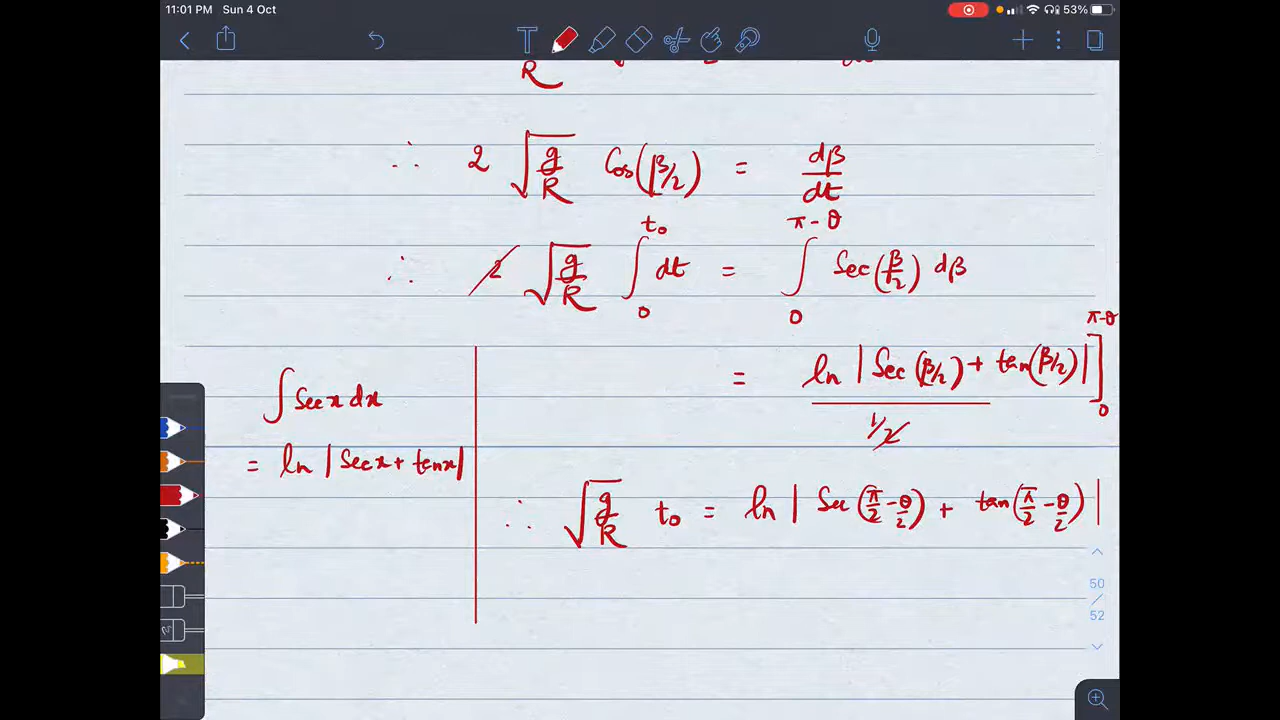 11:01 PM Sun 4 Oct 53%
R
∴ 2 √(g/R) Cos(β/2) = dβ/dt
∴ 2 √(g/R) ∫₀^t₀ dt = ∫₀^π-θ Sec(β/2) dβ
= ln |Sec(β/2) + tan(β/2)| / 1/2 ]₀^π-θ
∫ Sec x dx
= ln |Sec x + tan x|
∴ √(g/R) t₀ = ln | Sec(π/2 - θ/2) + tan(π/2 - θ/2) |
50
/
52